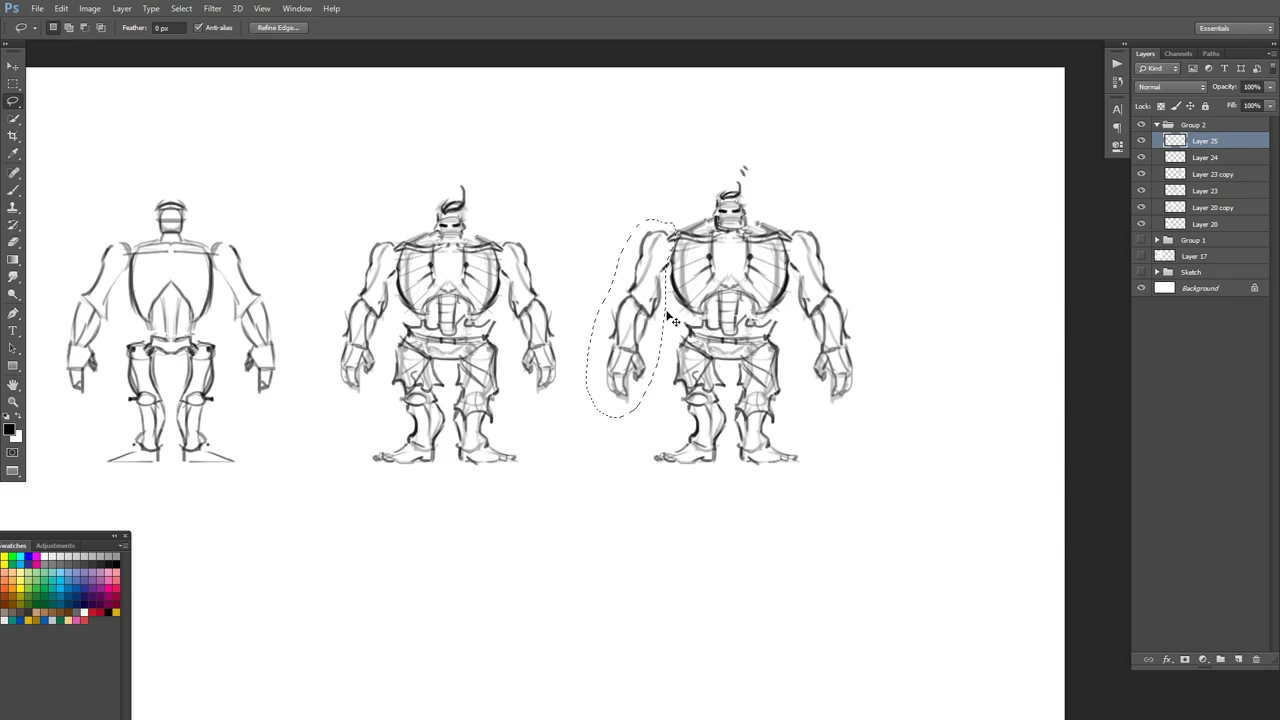 Ps File Edit Image Layer Type Select Filter 3D View Window Help
Feather: 0 px Anti-alias Refine Edge... Essentials
Layers Channels Paths
Kind T
Normal Opacity: 100%
Lock: Fill: 100%
Group 2
Layer 25
Layer 24
Layer 23 copy
Layer 23
Layer 20 copy
Layer 20
Group 1
Layer 17
Sketch
Background
fx
Swatches Adjustments